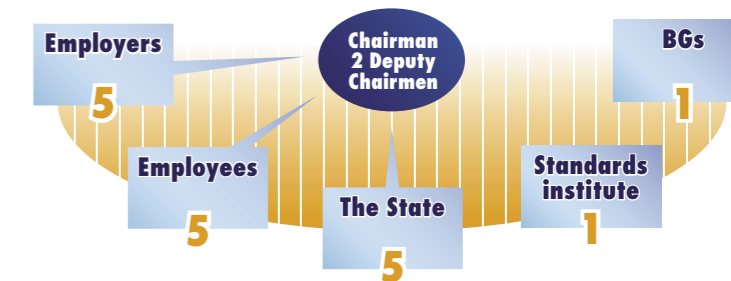 Employers
5
Chairman
2 Deputy
Chairmen
BGs
1
Employees
5
The State
5
Standards
institute
1